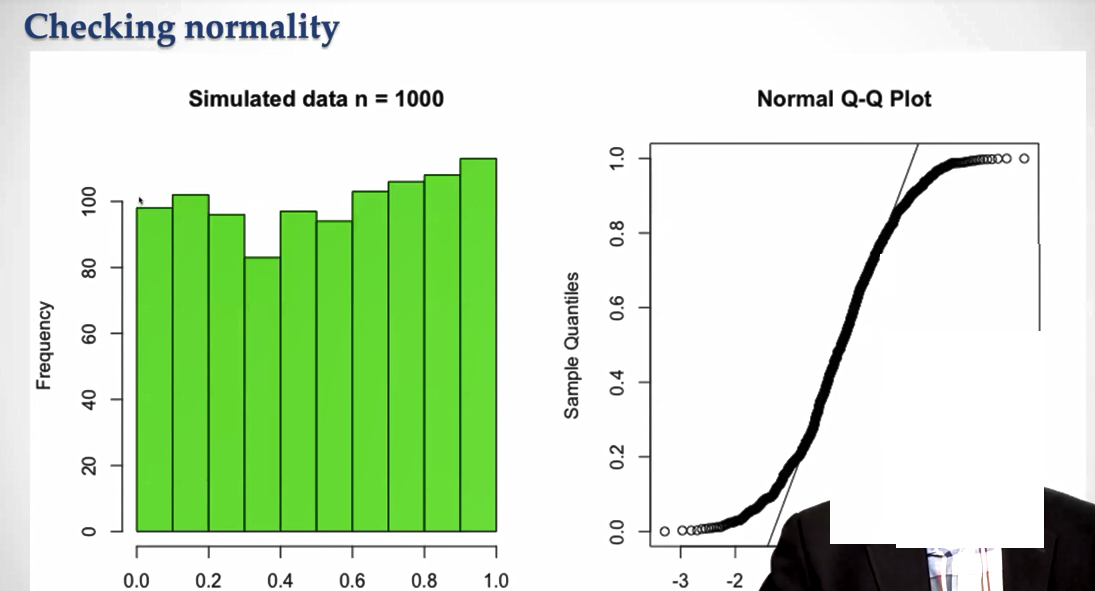 Checking normality
Simulated data n = 1000
Frequency
0
20
40
60
80
100
0.0 0.2 0.4 0.6 0.8 1.0
Normal Q-Q Plot
Sample Quantiles
0.0
0.2
0.4
0.6
0.8
1.0
-3 -2